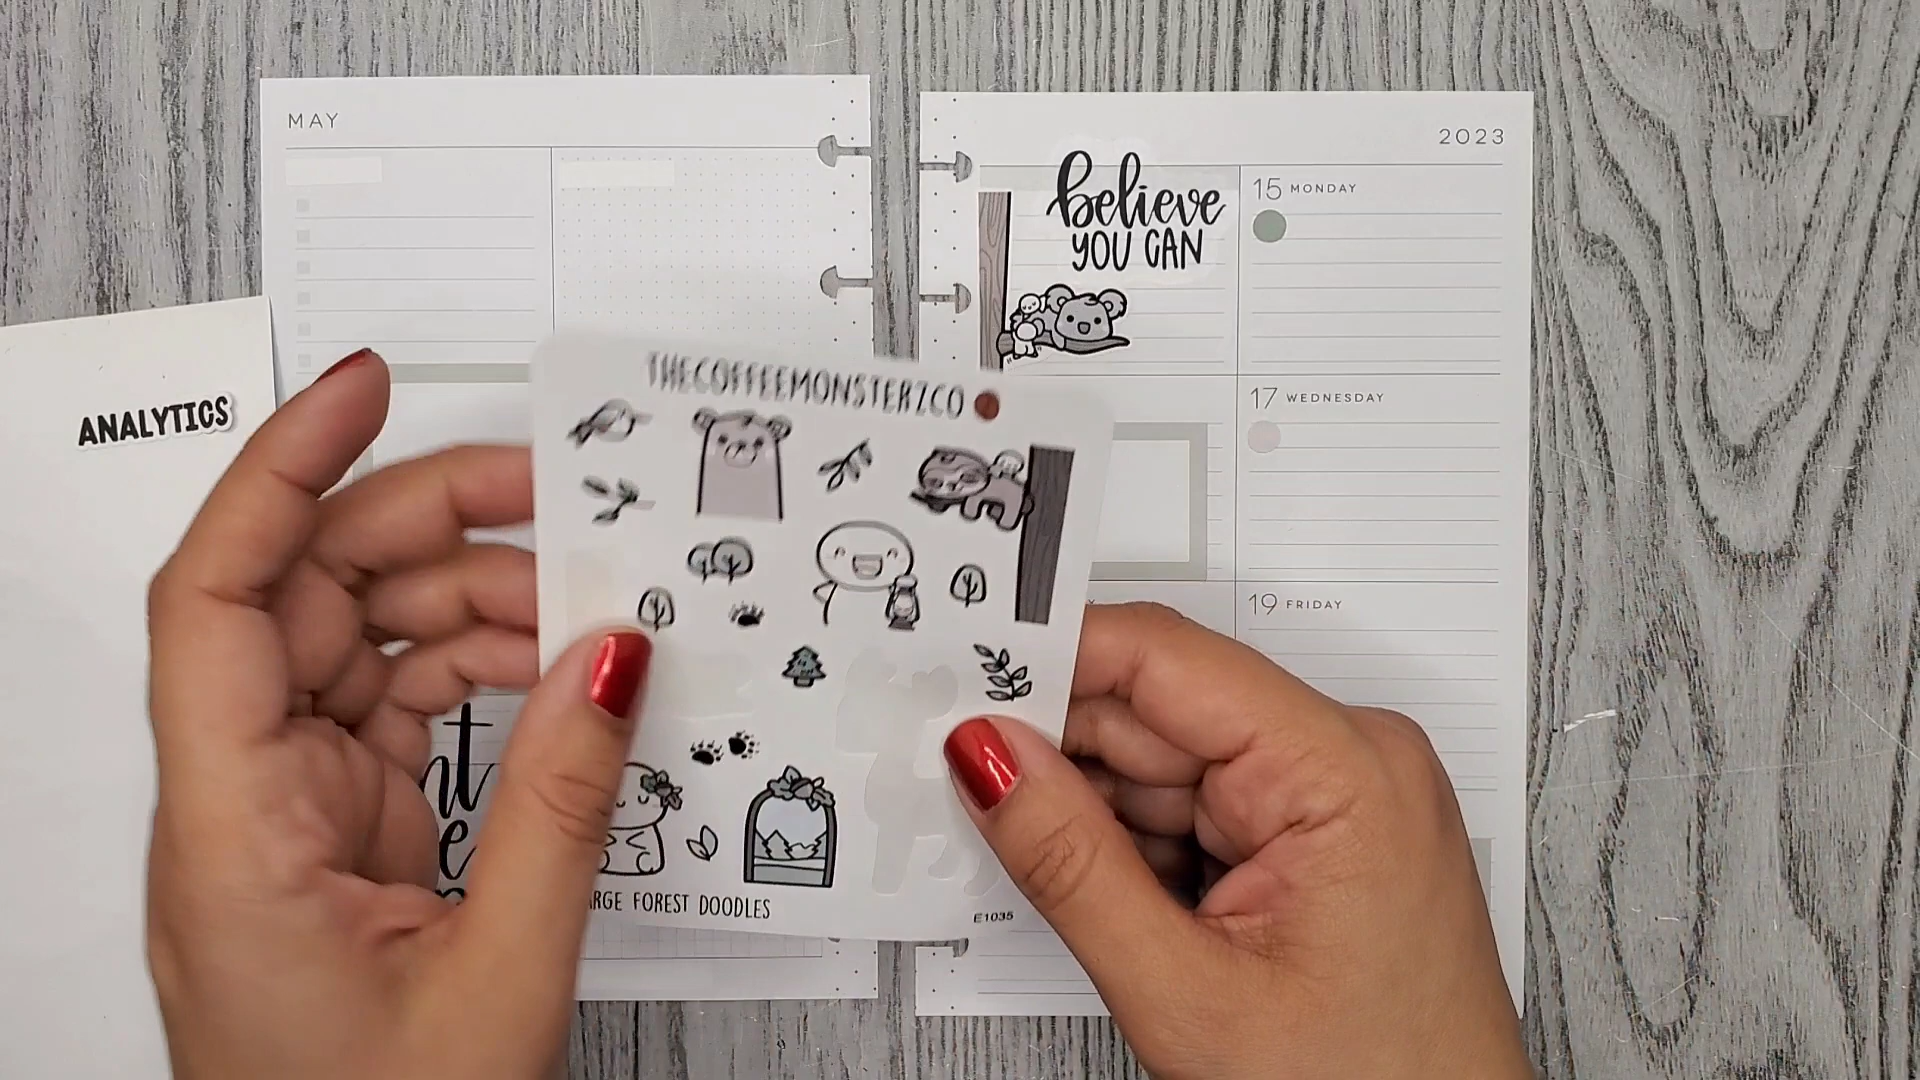 MAY
2023
believe
YOU CAN
15 MONDAY
17 WEDNESDAY
19 FRIDAY
ANALYTICS
THECOFFEEMONSTERZCO
FOREST DOODLES
E1035